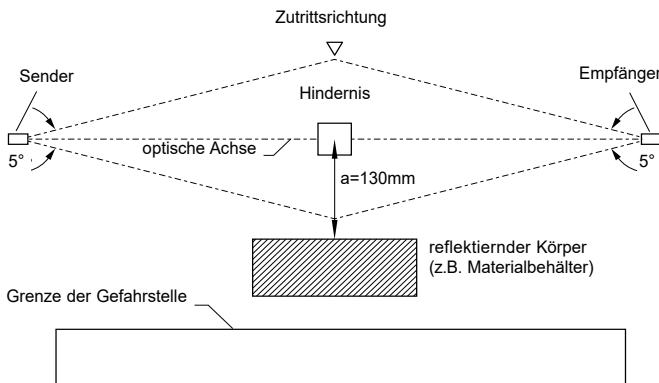 Zutrittsrichtung
Sender
Empfänger
Hindernis
optische Achse
5°
5°
a=130mm
reflektiernder Körper
(z.B. Materialbehälter)
Grenze der Gefahrstelle